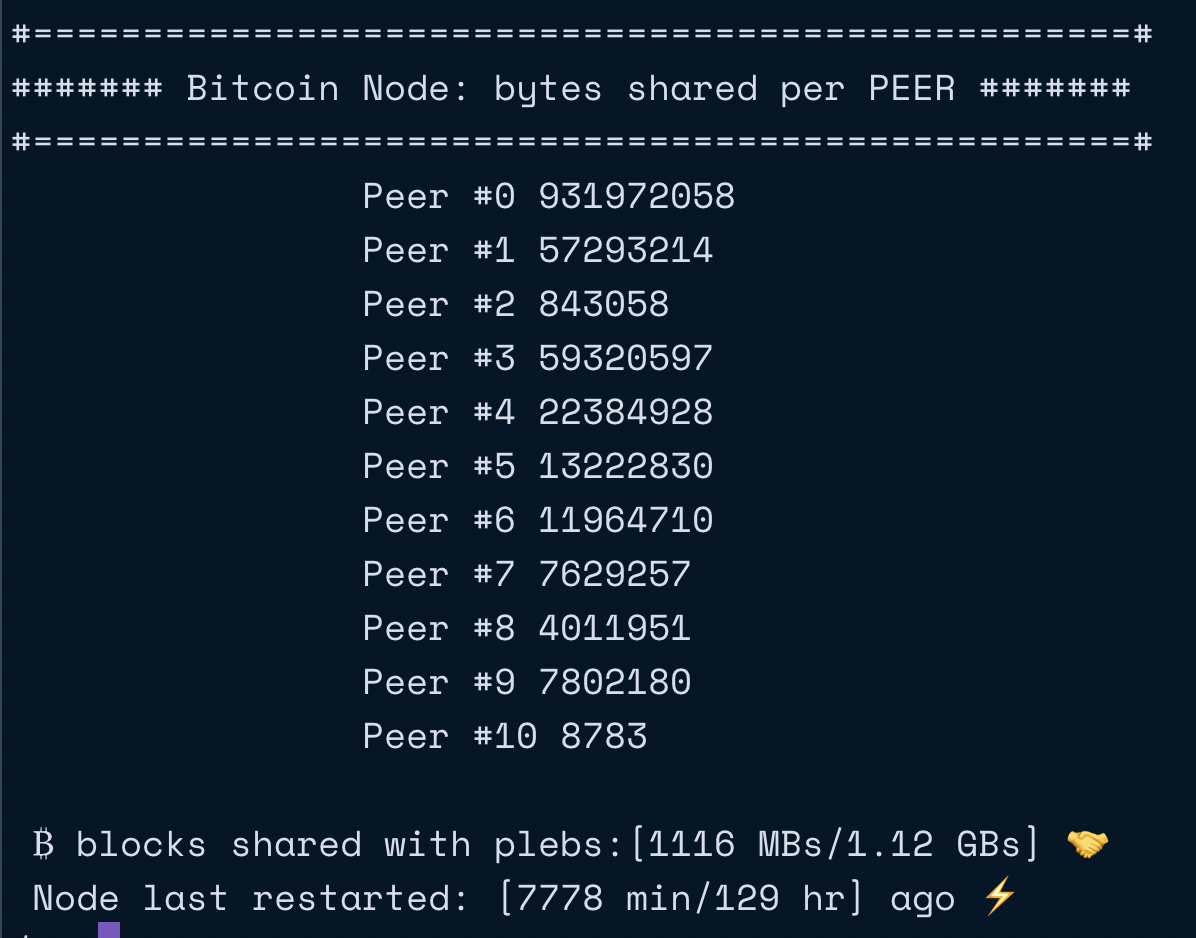 #==================================================#
####### Bitcoin Node: bytes shared per PEER #######
#==================================================#
Peer #0 931972058
Peer #1 57293214
Peer #2 843058
Peer #3 59320597
Peer #4 22384928
Peer #5 13222830
Peer #6 11964710
Peer #7 7629257
Peer #8 4011951
Peer #9 7802180
Peer #10 8783
₿ blocks shared with plebs:[1116 MBs/1.12 GBs] 🤝
Node last restarted: [7778 min/129 hr] ago ⚡